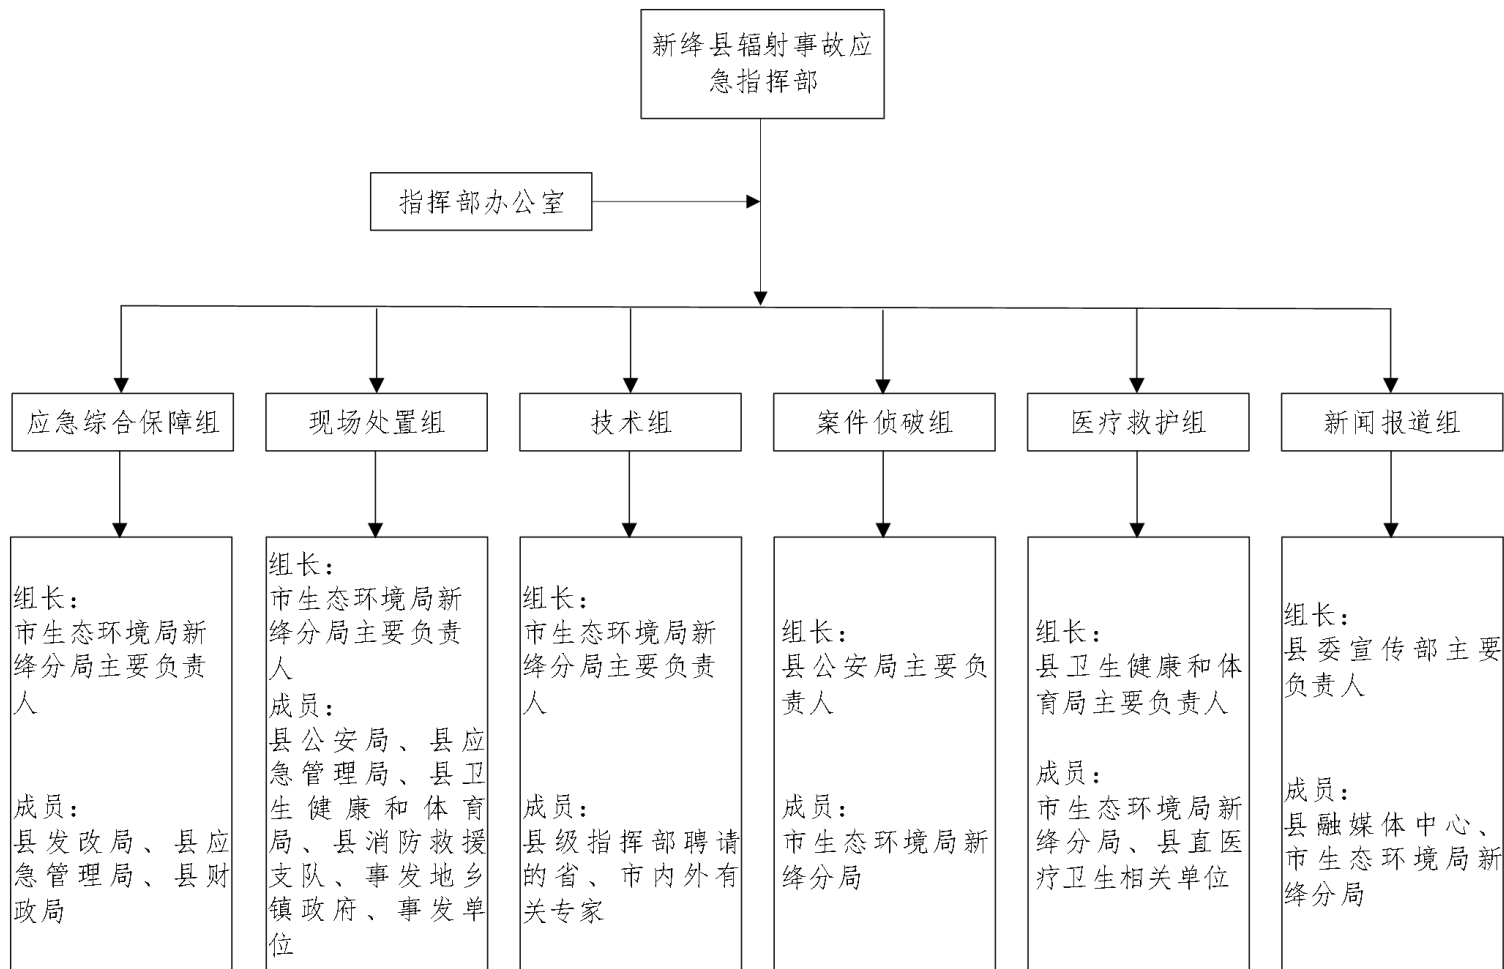 新绛县辐射事故应
急指挥部
指挥部办公室
应急综合保障组
现场处置组
技术组
案件侦破组
医疗救护组
新闻报道组
组长：
市生态环境局新
绛分局主要负责
人
成员：
县发改局、县应
急管理局、县财
政局
组长：
市生态环境局新
绛分局主要负责
人
成员：
县公安局、县应
急管理局、县卫
生健康和体育
局、县消防救援
支队、事发地乡
镇政府、事发单
位
组长：
市生态环境局新
绛分局主要负责
人
成员：
县级指挥部聘请
的省、市内外有
关专家
组长：
县公安局主要负
责人
成员：
市生态环境局新
绛分局
组长：
县卫生健康和体
育局主要负责人
成员：
市生态环境局新
绛分局、县直医
疗卫生相关单位
组长：
县委宣传部主要
负责人
成员：
县融媒体中心、
市生态环境局新
绛分局